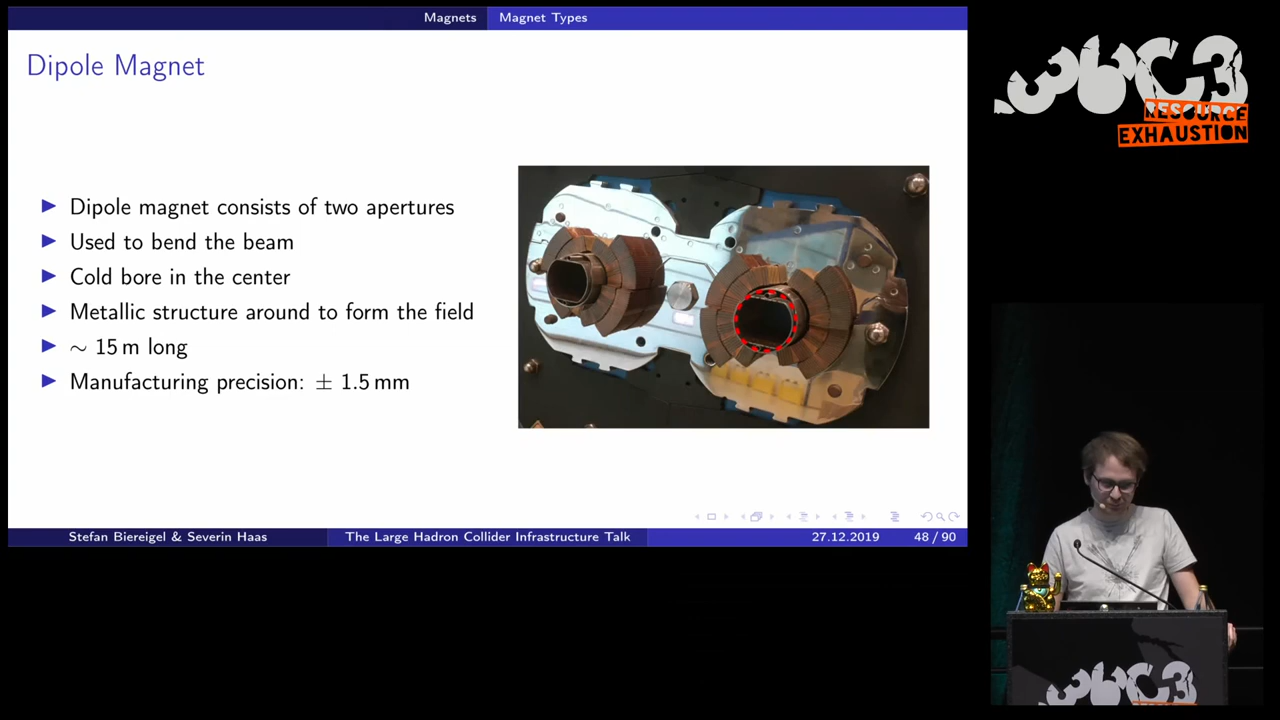 Magnets
Magnet Types
Dipole Magnet
Dipole magnet consists of two apertures
Used to bend the beam
Cold bore in the center
Metallic structure around to form the field
∼ 15 m long
Manufacturing precision: ± 1.5 mm
Stefan Biereigel & Severin Haas
The Large Hadron Collider Infrastructure Talk
27.12.2019
48 / 90
36C3
RESOURCE
EXHAUSTION
36C3